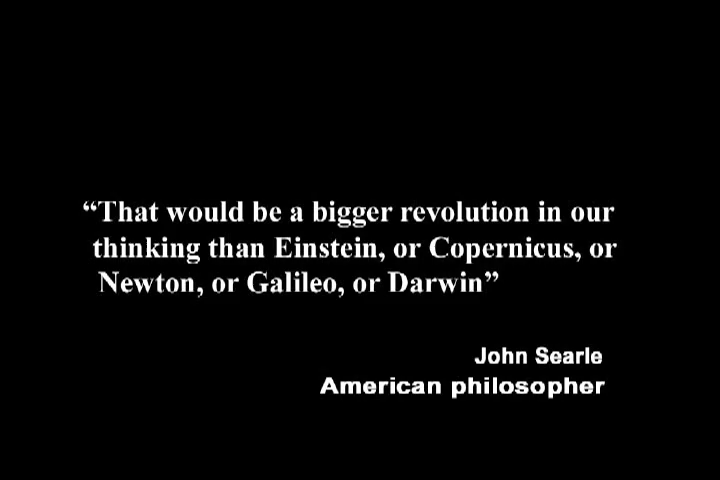 “That would be a bigger revolution in our
thinking than Einstein, or Copernicus, or
Newton, or Galileo, or Darwin”
John Searle
American philosopher